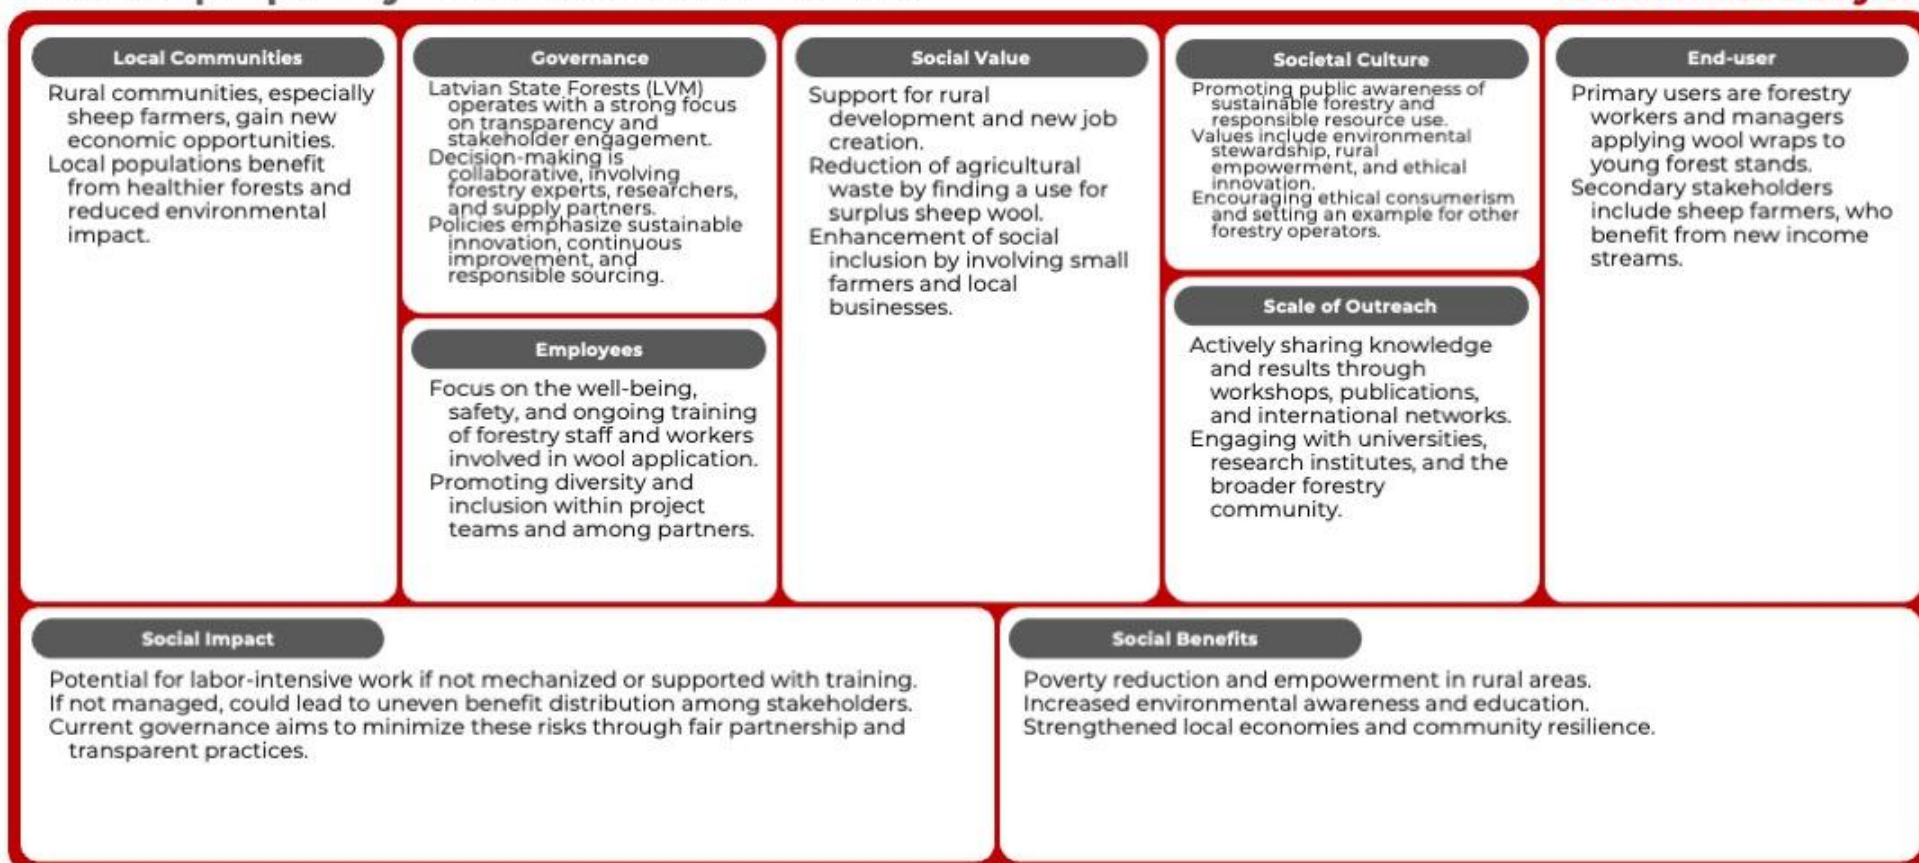 Local Communities
Rural communities, especially
sheep farmers, gain new
economic opportunities.
Local populations benefit
from healthier forests and
reduced environmental
impact.
Governance
Latvian State Forests (LVM)
operates with a strong focus
on transparency and
stakeholder engagement.
Decision-making is
collaborative, involving
forestry experts, researchers,
and supply partners.
Policies emphasize sustainable
innovation, continuous
improvement, and
responsible sourcing.
Employees
Focus on the well-being,
safety, and ongoing training
of forestry staff and workers
involved in wool application.
Promoting diversity and
inclusion within project
teams and among partners.
Social Value
Support for rural
development and new job
creation.
Reduction of agricultural
waste by finding a use for
surplus sheep wool.
Enhancement of social
inclusion by involving small
farmers and local
businesses.
Societal Culture
Promoting public awareness of
sustainable forestry and
responsible resource use.
Values include environmental
stewardship, rural
empowerment, and ethical
innovation.
Encouraging ethical consumerism
and setting an example for other
forestry operators.
Scale of Outreach
Actively sharing knowledge
and results through
workshops, publications,
and international networks.
Engaging with universities,
research institutes, and the
broader forestry
community.
End-user
Primary users are forestry
workers and managers
applying wool wraps to
young forest stands.
Secondary stakeholders
include sheep farmers, who
benefit from new income
streams.
Social Impact
Potential for labor-intensive work if not mechanized or supported with training.
If not managed, could lead to uneven benefit distribution among stakeholders.
Current governance aims to minimize these risks through fair partnership and
transparent practices.
Social Benefits
Poverty reduction and empowerment in rural areas.
Increased environmental awareness and education.
Strengthened local economies and community resilience.